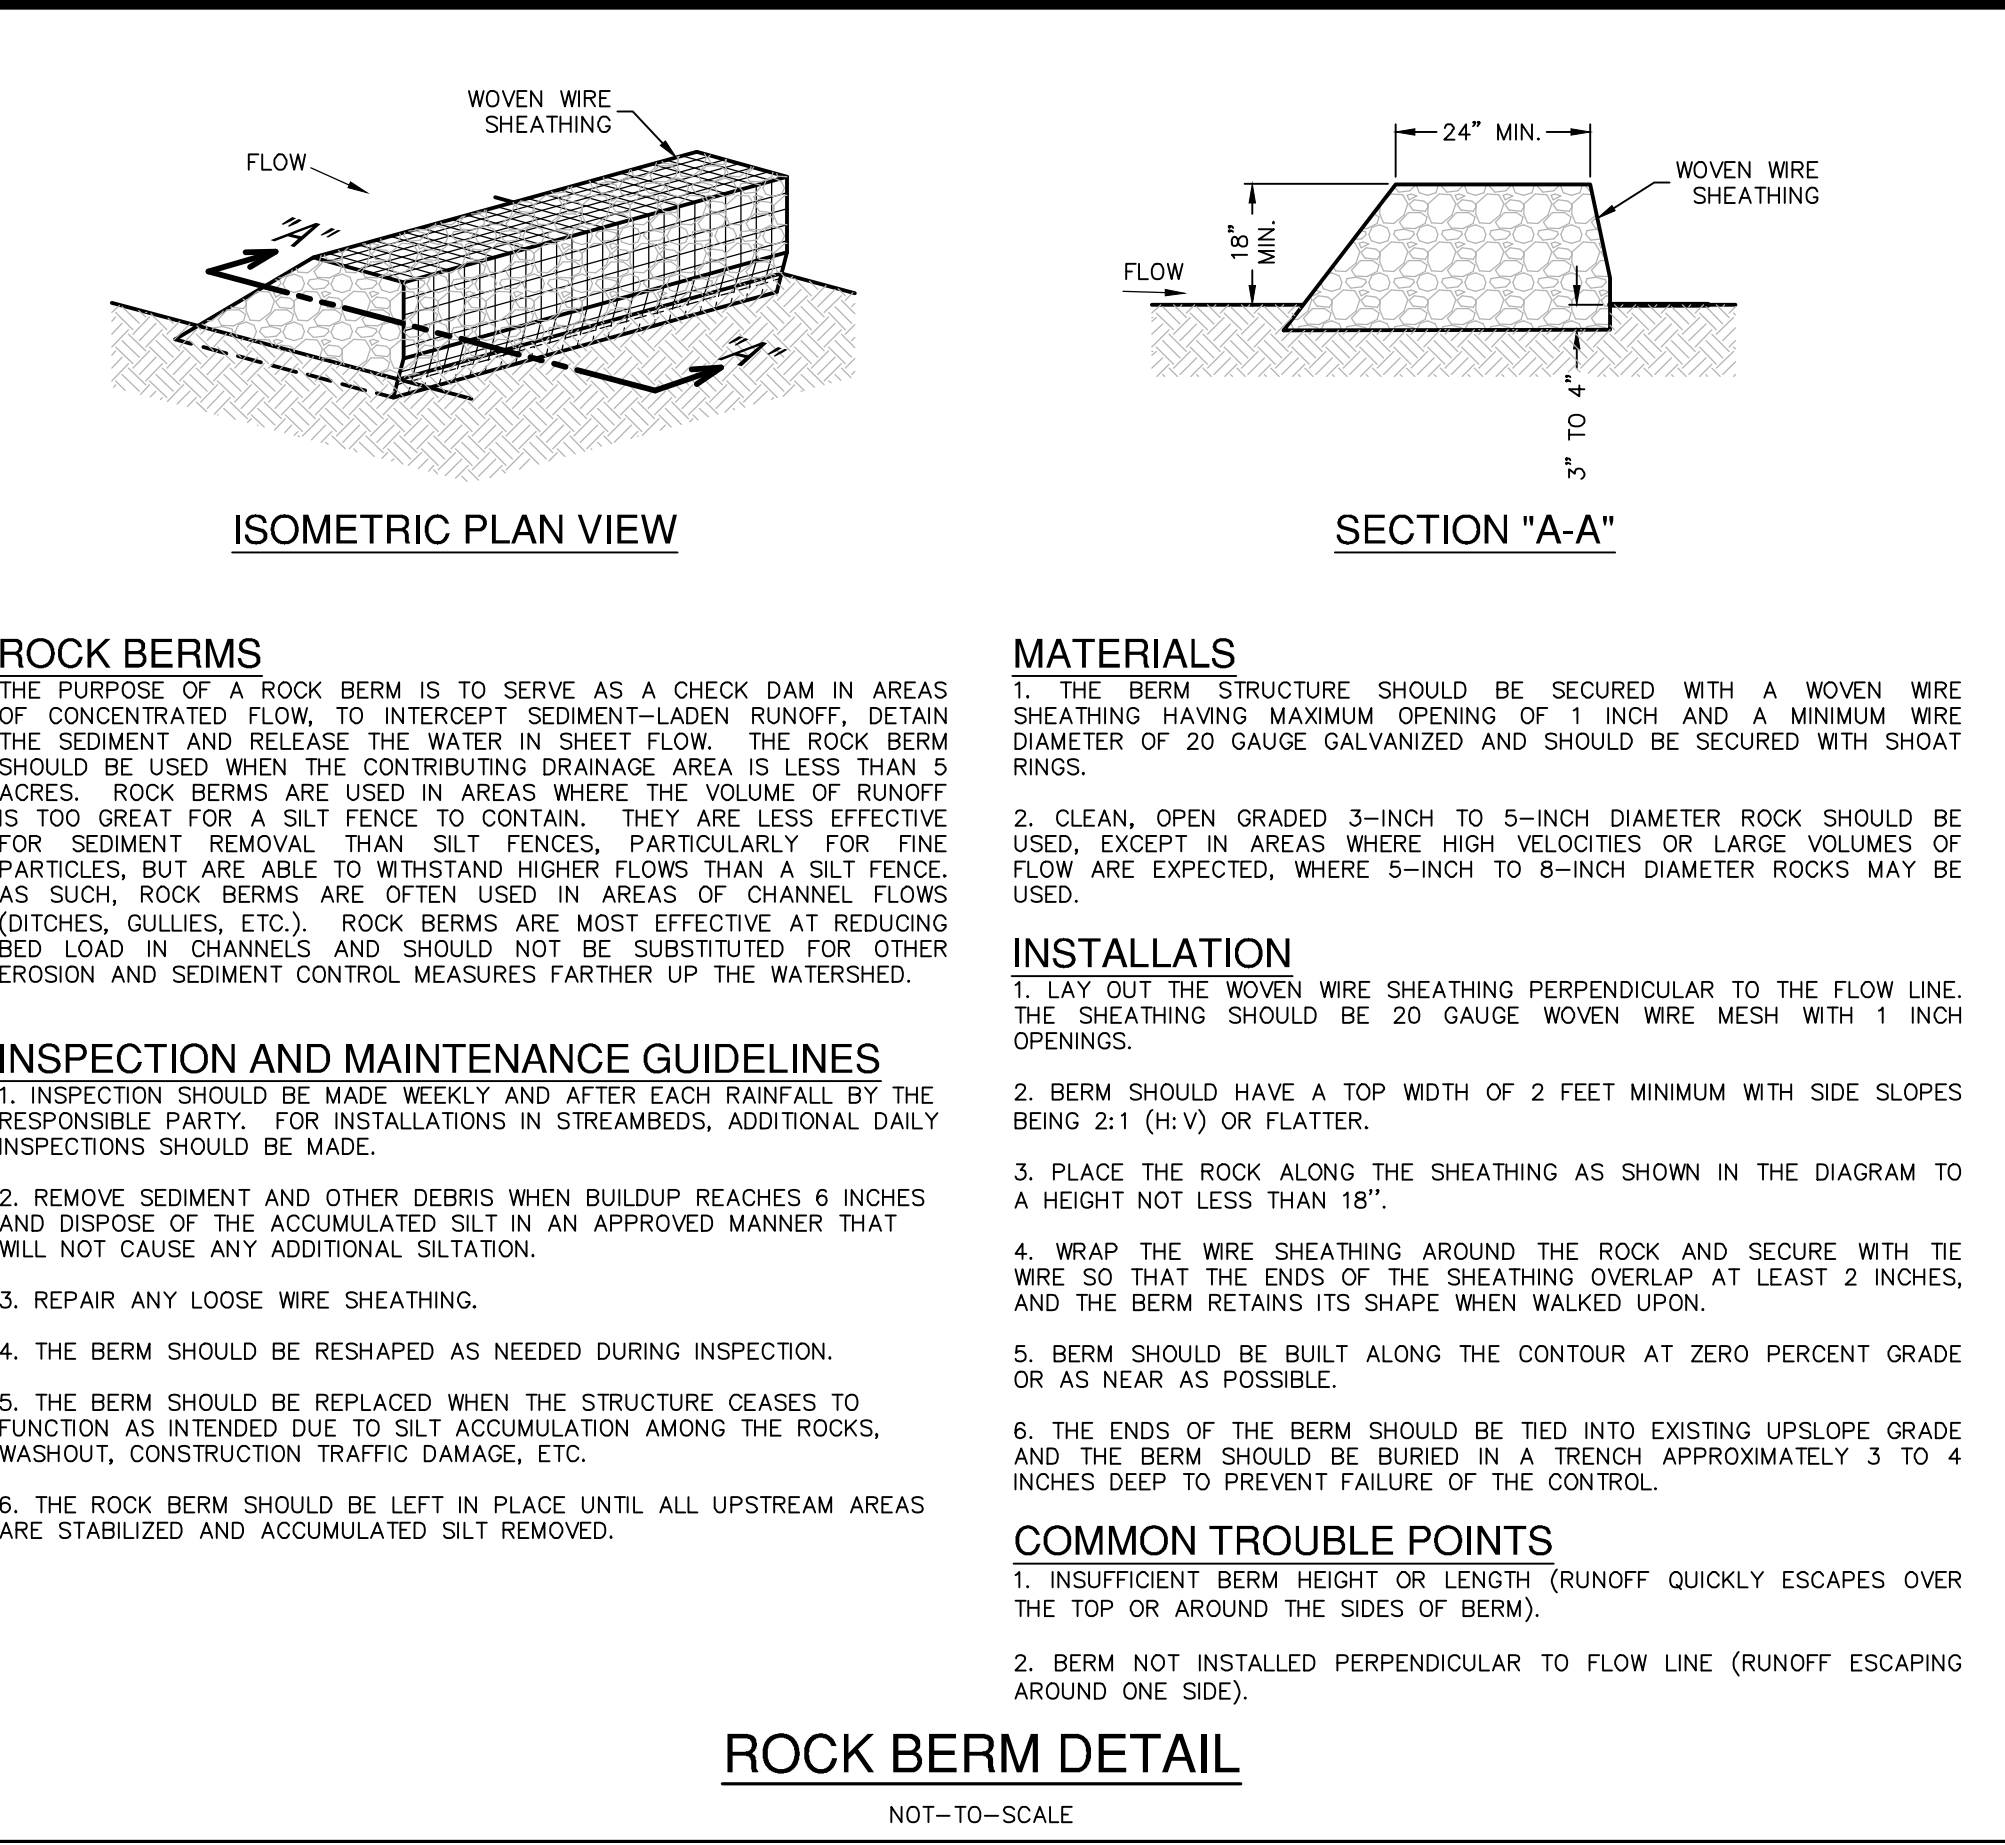 WOVEN WIRE
SHEATHING
FLOW
"A"
"A"
ISOMETRIC PLAN VIEW
24" MIN.
WOVEN WIRE
SHEATHING
18"
MIN.
FLOW
3" TO 4"
SECTION "A-A"
ROCK BERMS
THE PURPOSE OF A ROCK BERM IS TO SERVE AS A CHECK DAM IN AREAS
OF CONCENTRATED FLOW, TO INTERCEPT SEDIMENT-LADEN RUNOFF, DETAIN
THE SEDIMENT AND RELEASE THE WATER IN SHEET FLOW. THE ROCK BERM
SHOULD BE USED WHEN THE CONTRIBUTING DRAINAGE AREA IS LESS THAN 5
ACRES. ROCK BERMS ARE USED IN AREAS WHERE THE VOLUME OF RUNOFF
IS TOO GREAT FOR A SILT FENCE TO CONTAIN. THEY ARE LESS EFFECTIVE
FOR SEDIMENT REMOVAL THAN SILT FENCES, PARTICULARLY FOR FINE
PARTICLES, BUT ARE ABLE TO WITHSTAND HIGHER FLOWS THAN A SILT FENCE.
AS SUCH, ROCK BERMS ARE OFTEN USED IN AREAS OF CHANNEL FLOWS
(DITCHES, GULLIES, ETC.). ROCK BERMS ARE MOST EFFECTIVE AT REDUCING
BED LOAD IN CHANNELS AND SHOULD NOT BE SUBSTITUTED FOR OTHER
EROSION AND SEDIMENT CONTROL MEASURES FARTHER UP THE WATERSHED.
INSPECTION AND MAINTENANCE GUIDELINES
1. INSPECTION SHOULD BE MADE WEEKLY AND AFTER EACH RAINFALL BY THE
RESPONSIBLE PARTY. FOR INSTALLATIONS IN STREAMBEDS, ADDITIONAL DAILY
INSPECTIONS SHOULD BE MADE.
2. REMOVE SEDIMENT AND OTHER DEBRIS WHEN BUILDUP REACHES 6 INCHES
AND DISPOSE OF THE ACCUMULATED SILT IN AN APPROVED MANNER THAT
WILL NOT CAUSE ANY ADDITIONAL SILTATION.
3. REPAIR ANY LOOSE WIRE SHEATHING.
4. THE BERM SHOULD BE RESHAPED AS NEEDED DURING INSPECTION.
5. THE BERM SHOULD BE REPLACED WHEN THE STRUCTURE CEASES TO
FUNCTION AS INTENDED DUE TO SILT ACCUMULATION AMONG THE ROCKS,
WASHOUT, CONSTRUCTION TRAFFIC DAMAGE, ETC.
6. THE ROCK BERM SHOULD BE LEFT IN PLACE UNTIL ALL UPSTREAM AREAS
ARE STABILIZED AND ACCUMULATED SILT REMOVED.
MATERIALS
1. THE BERM STRUCTURE SHOULD BE SECURED WITH A WOVEN WIRE
SHEATHING HAVING MAXIMUM OPENING OF 1 INCH AND A MINIMUM WIRE
DIAMETER OF 20 GAUGE GALVANIZED AND SHOULD BE SECURED WITH SHOAT
RINGS.
2. CLEAN, OPEN GRADED 3-INCH TO 5-INCH DIAMETER ROCK SHOULD BE
USED, EXCEPT IN AREAS WHERE HIGH VELOCITIES OR LARGE VOLUMES OF
FLOW ARE EXPECTED, WHERE 5-INCH TO 8-INCH DIAMETER ROCKS MAY BE
USED.
INSTALLATION
1. LAY OUT THE WOVEN WIRE SHEATHING PERPENDICULAR TO THE FLOW LINE.
THE SHEATHING SHOULD BE 20 GAUGE WOVEN WIRE MESH WITH 1 INCH
OPENINGS.
2. BERM SHOULD HAVE A TOP WIDTH OF 2 FEET MINIMUM WITH SIDE SLOPES
BEING 2:1 (H:V) OR FLATTER.
3. PLACE THE ROCK ALONG THE SHEATHING AS SHOWN IN THE DIAGRAM TO
A HEIGHT NOT LESS THAN 18''.
4. WRAP THE WIRE SHEATHING AROUND THE ROCK AND SECURE WITH TIE
WIRE SO THAT THE ENDS OF THE SHEATHING OVERLAP AT LEAST 2 INCHES,
AND THE BERM RETAINS ITS SHAPE WHEN WALKED UPON.
5. BERM SHOULD BE BUILT ALONG THE CONTOUR AT ZERO PERCENT GRADE
OR AS NEAR AS POSSIBLE.
6. THE ENDS OF THE BERM SHOULD BE TIED INTO EXISTING UPSLOPE GRADE
AND THE BERM SHOULD BE BURIED IN A TRENCH APPROXIMATELY 3 TO 4
INCHES DEEP TO PREVENT FAILURE OF THE CONTROL.
COMMON TROUBLE POINTS
1. INSUFFICIENT BERM HEIGHT OR LENGTH (RUNOFF QUICKLY ESCAPES OVER
THE TOP OR AROUND THE SIDES OF BERM).
2. BERM NOT INSTALLED PERPENDICULAR TO FLOW LINE (RUNOFF ESCAPING
AROUND ONE SIDE).
ROCK BERM DETAIL
NOT-TO-SCALE